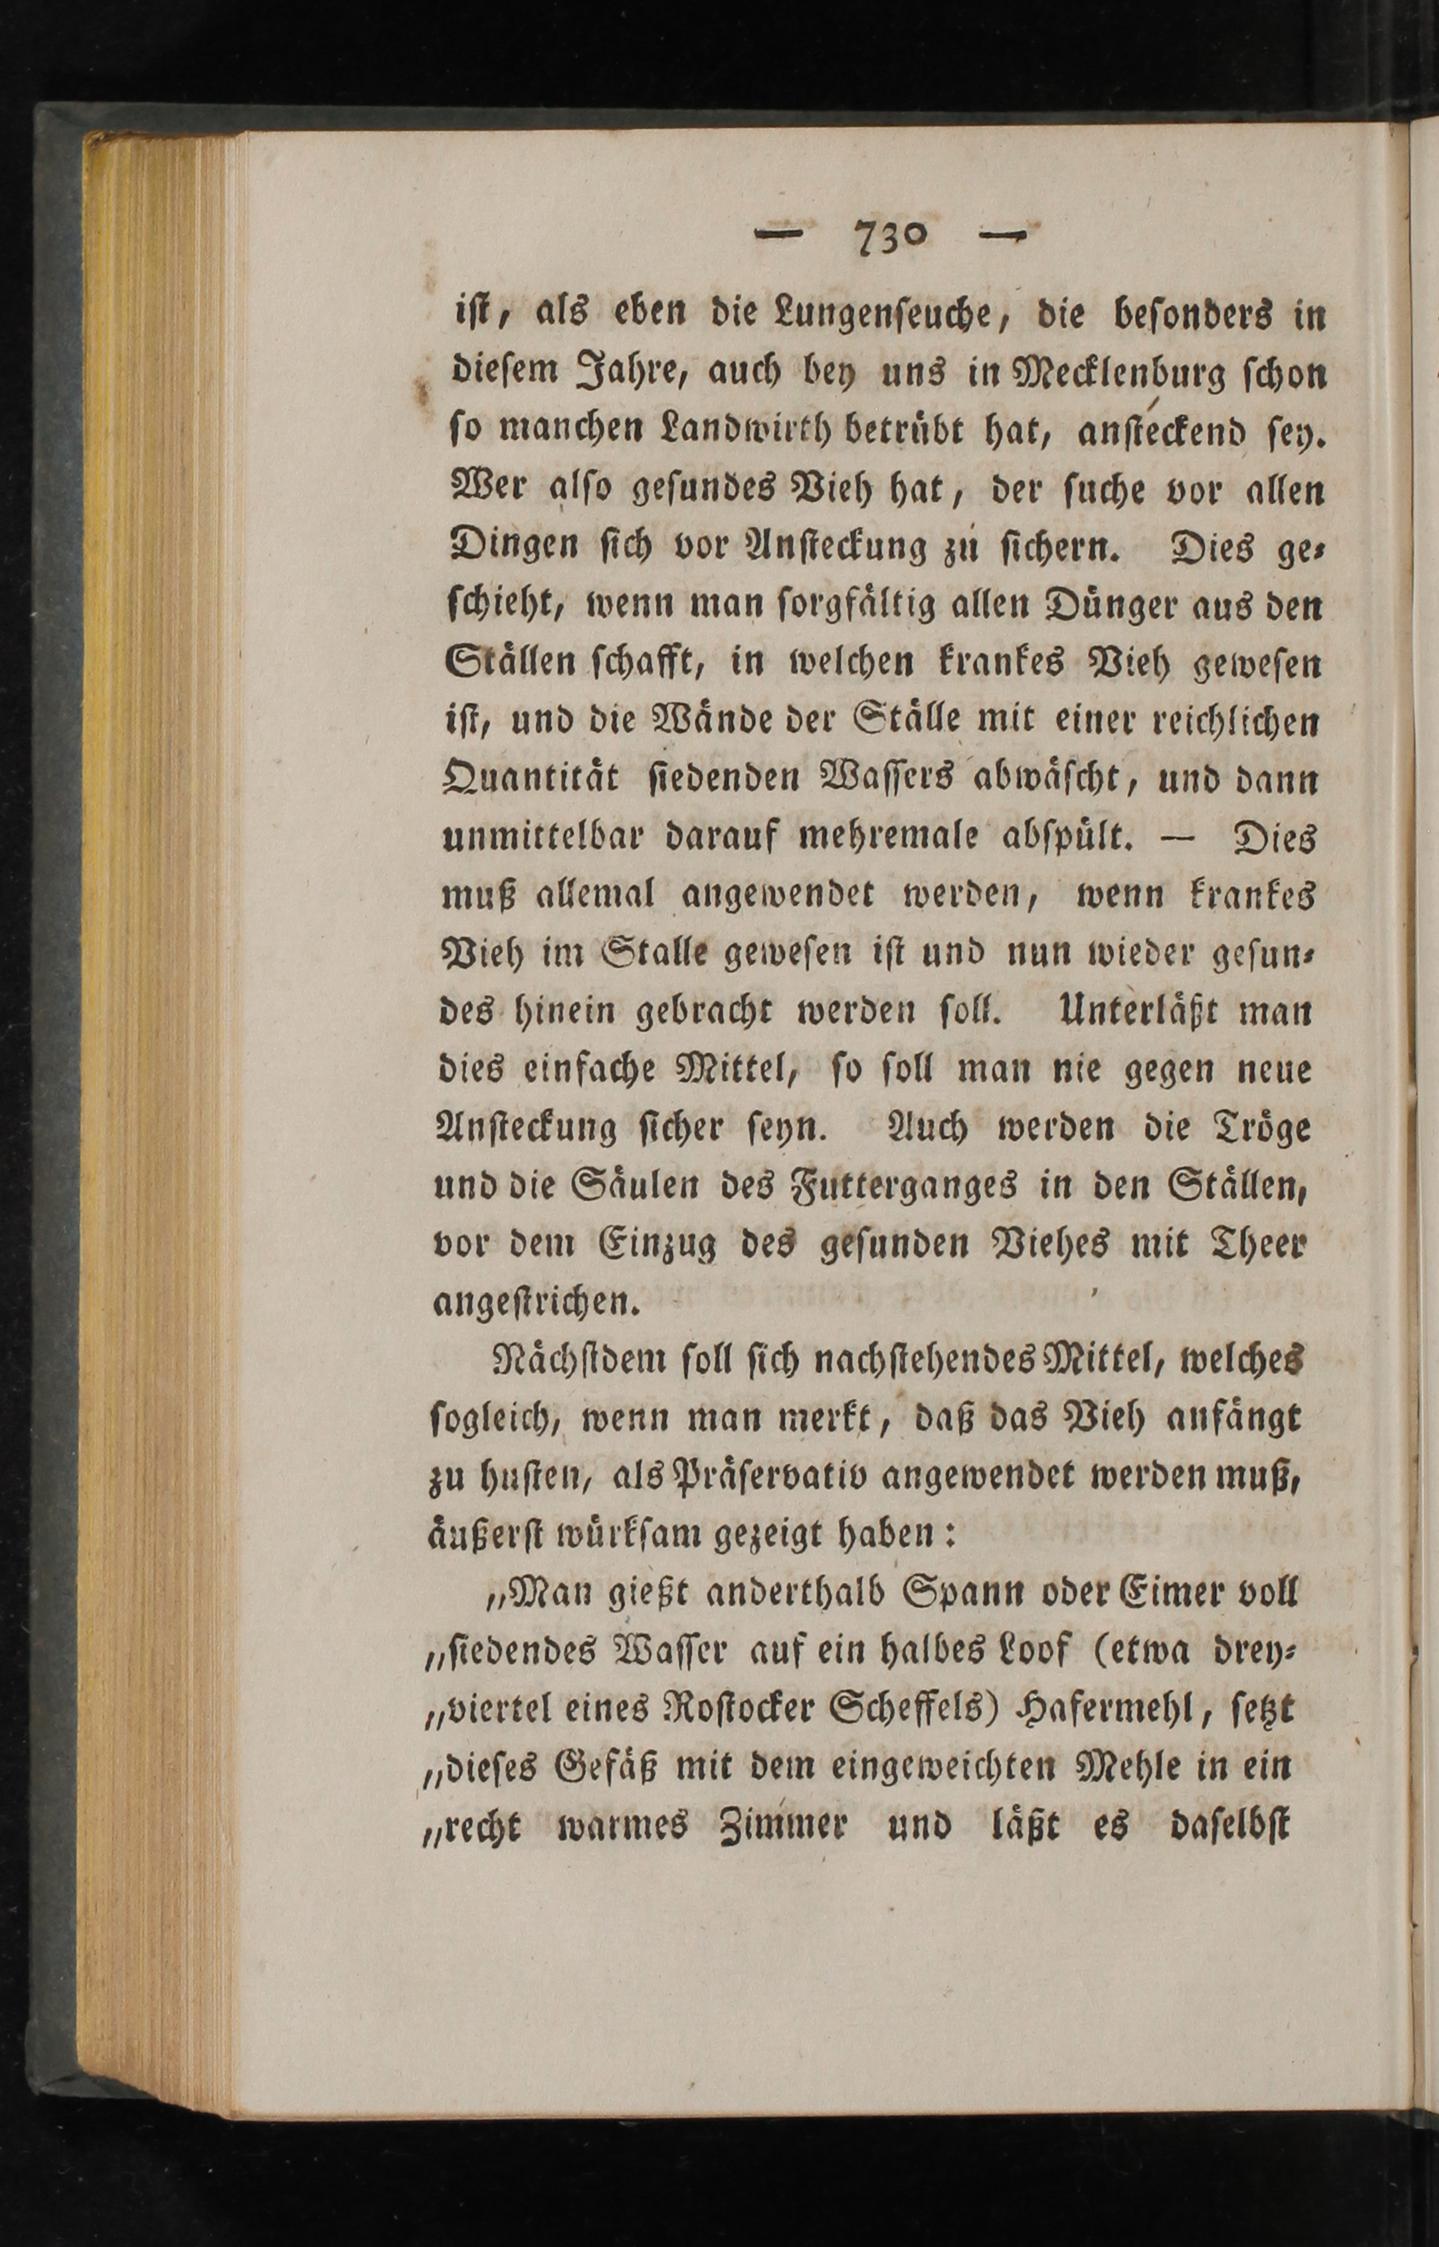 — 730 —
ist, als eben die Lungenseuche, die besonders in
diesem Jahre, auch bey uns in Mecklenburg schon
so manchen Landwirth betrübt hat, ansteckend sey.
Wer also gesundes Vieh hat, der suche vor allen
Dingen sich vor Ansteckung zu sichern. Dies ge-
schieht, wenn man sorgfältig allen Dünger aus den
Ställen schafft, in welchen krankes Vieh gewesen
ist, und die Wände der Ställe mit einer reichlichen
Quantität siedenden Wassers abwäscht, und dann
unmittelbar darauf mehremale abspült. — Dies
muß allemal angewendet werden, wenn krankes
Vieh im Stalle gewesen ist und nun wieder gesun-
des hinein gebracht werden soll. Unterläßt man
dies einfache Mittel, so soll man nie gegen neue
Ansteckung sicher seyn. Auch werden die Tröge
und die Säulen des Futterganges in den Ställen,
vor dem Einzug des gesunden Viehes mit Theer
angestrichen.
Nächstdem soll sich nachstehendes Mittel, welches
sogleich, wenn man merkt, daß das Vieh anfängt
zu husten, als Präservativ angewendet werden muß,
äußerst würksam gezeigt haben:
„Man gießt anderthalb Spann oder Eimer voll
„siedendes Wasser auf ein halbes Loof (etwa drey-
„viertel eines Rostocker Scheffels) Hafermehl, setzt
„dieses Gefäß mit dem eingeweichten Mehle in ein
„recht warmes Zimmer und läßt es daselbst